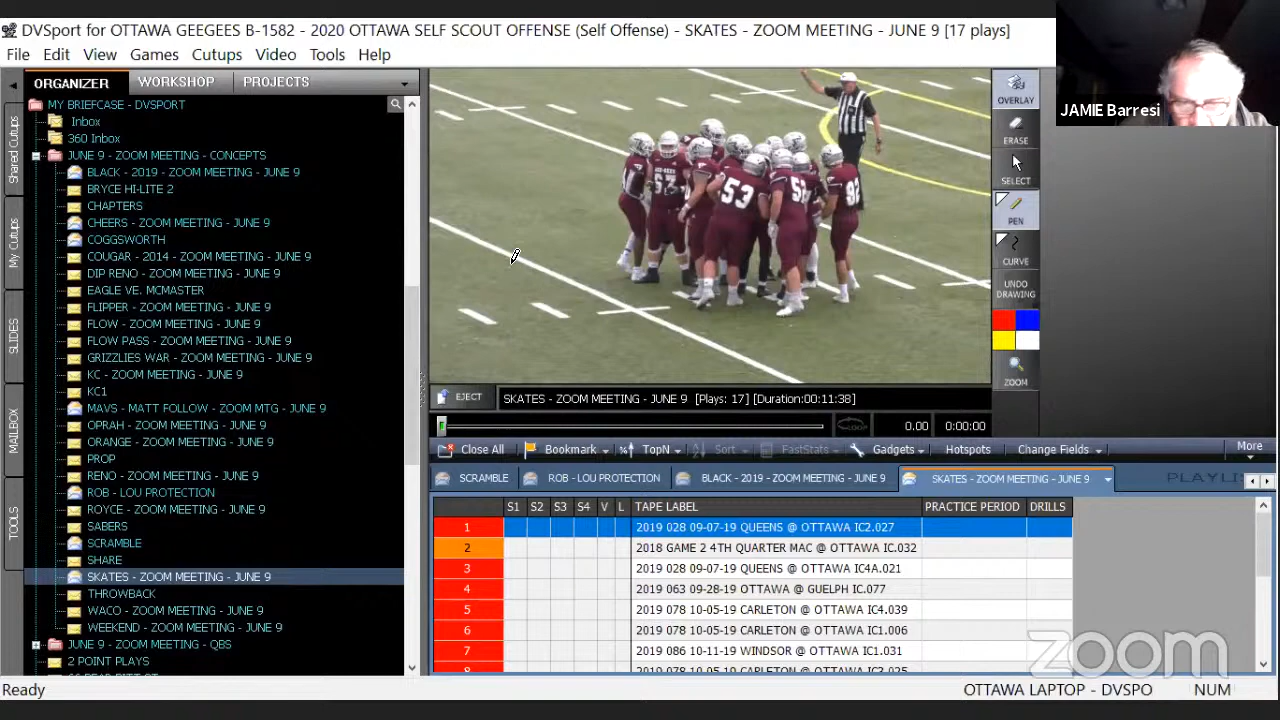 DVSport for OTTAWA GEEGEES B-1582 - 2020 OTTAWA SELF SCOUT OFFENSE (Self Offense) - SKATES - ZOOM MEETING - JUNE 9 [17 plays]
File Edit View Games Cutups Video Tools Help
JAMIE Barresi
ORGANIZER WORKSHOP PROJECTS
Shared Cutups
My Cutups
SLIDES
MAILBOX
TOOLS
MY BRIEFCASE - DVSPORT
Inbox
360 Inbox
JUNE 9 - ZOOM MEETING - CONCEPTS
BLACK - 2019 - ZOOM MEETING - JUNE 9
BRYCE HI-LITE 2
CHAPTERS
CHEERS - ZOOM MEETING - JUNE 9
COGGSWORTH
COUGAR - 2014 - ZOOM MEETING - JUNE 9
DIP RENO - ZOOM MEETING - JUNE 9
EAGLE VE. MCMASTER
FLIPPER - ZOOM MEETING - JUNE 9
FLOW - ZOOM MEETING - JUNE 9
FLOW PASS - ZOOM MEETING - JUNE 9
GRIZZLIES WAR - ZOOM MEETING - JUNE 9
KC - ZOOM MEETING - JUNE 9
KC1
MAVS - MATT FOLLOW - ZOOM MTG - JUNE 9
OPRAH - ZOOM MEETING - JUNE 9
ORANGE - ZOOM MEETING - JUNE 9
PROP
RENO - ZOOM MEETING - JUNE 9
ROB - LOU PROTECTION
ROYCE - ZOOM MEETING - JUNE 9
SABERS
SCRAMBLE
SHARE
SKATES - ZOOM MEETING - JUNE 9
THROWBACK
WACO - ZOOM MEETING - JUNE 9
WEEKEND - ZOOM MEETING - JUNE 9
JUNE 9 - ZOOM MEETING - QBS
2 POINT PLAYS
53
92
OVERLAY
ERASE
SELECT
PEN
CURVE
UNDO DRAWING
ZOOM
EJECT SKATES - ZOOM MEETING - JUNE 9 [Plays: 17] [Duration:00:11:38]
LOOP 0.00 0:00:00
Close All Bookmark TopN Sort FastStats Gadgets Hotspots Change Fields More
SCRAMBLE ROB - LOU PROTECTION BLACK - 2019 - ZOOM MEETING - JUNE 9 SKATES - ZOOM MEETING - JUNE 9
S1 S2 S3 S4 V L TAPE LABEL PRACTICE PERIOD DRILLS
1 2019 028 09-07-19 QUEENS @ OTTAWA IC2.027
2 2018 GAME 2 4TH QUARTER MAC @ OTTAWA IC.032
3 2019 028 09-07-19 QUEENS @ OTTAWA IC4A.021
4 2019 063 09-28-19 OTTAWA @ GUELPH IC.077
5 2019 078 10-05-19 CARLETON @ OTTAWA IC4.039
6 2019 078 10-05-19 CARLETON @ OTTAWA IC1.006
7 2019 086 10-11-19 WINDSOR @ OTTAWA IC1.031
8 2019 078 10-05-19 CARLETON @ OTTAWA IC3.025
zoom
Ready OTTAWA LAPTOP - DVSPO NUM